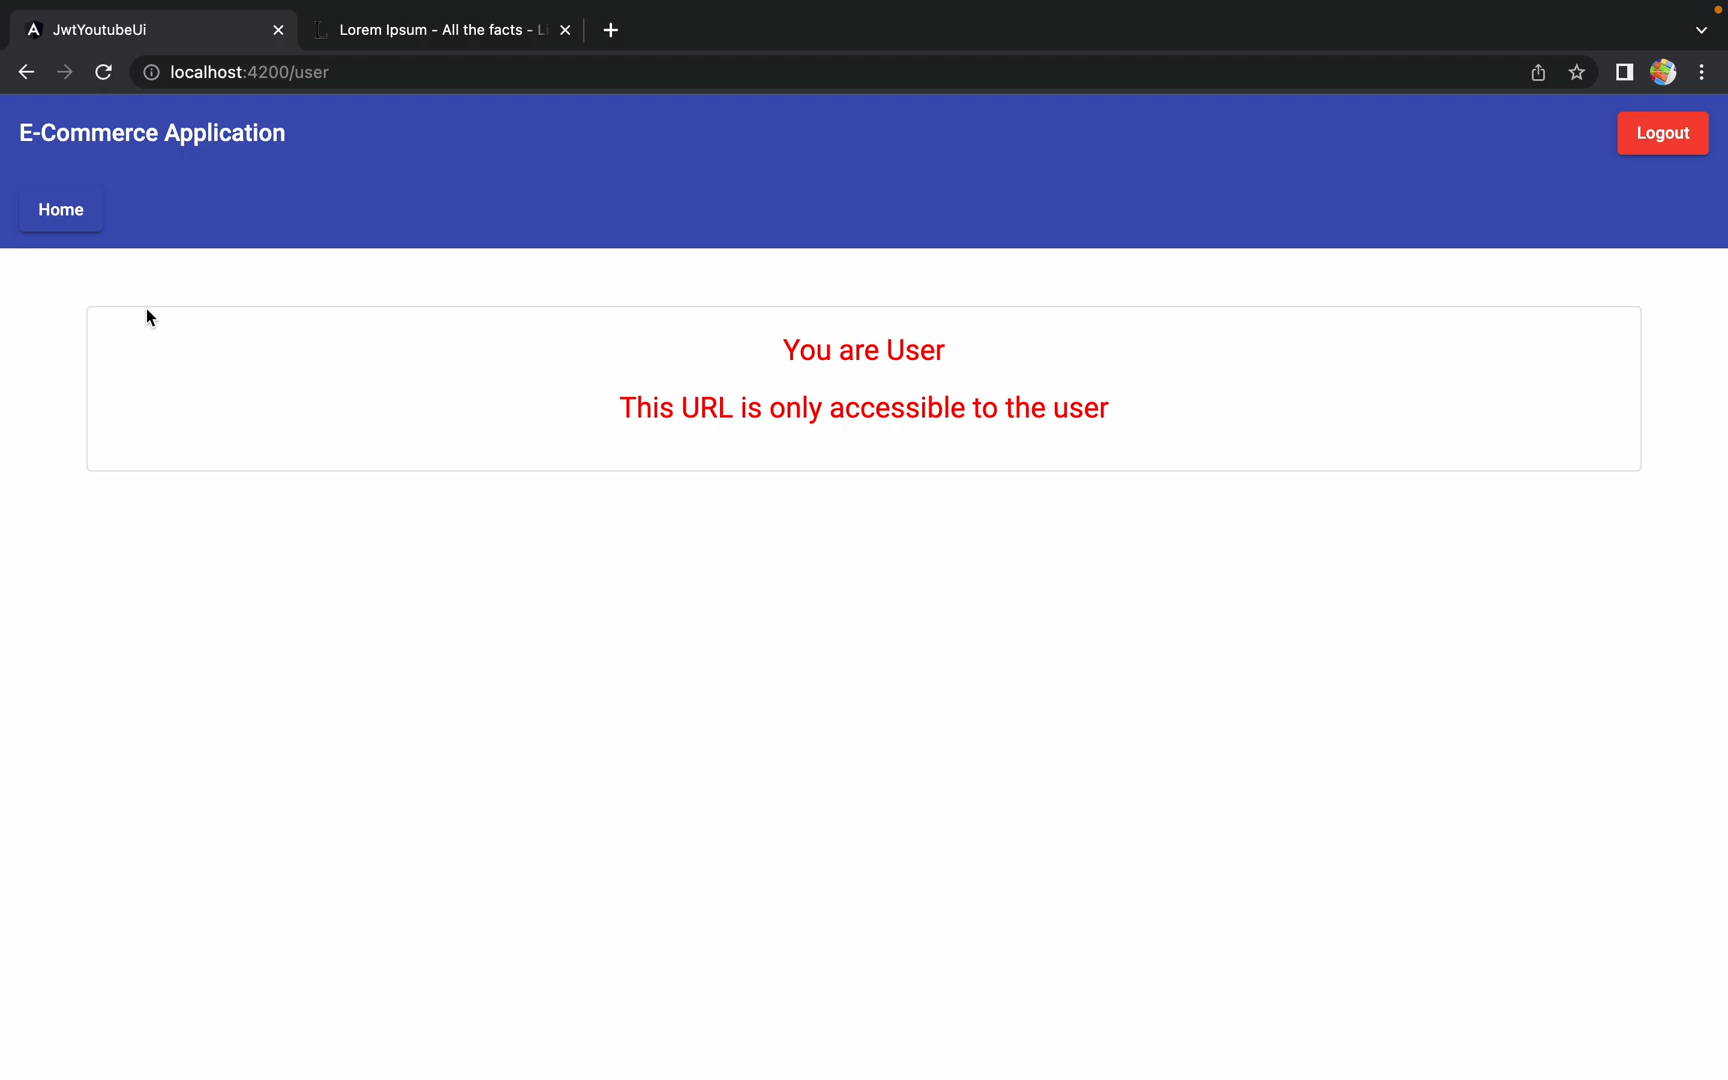 JwtYoutubeUi
Lorem Ipsum - All the facts - Li
localhost:4200/user
E-Commerce Application
Logout
Home
You are User
This URL is only accessible to the user